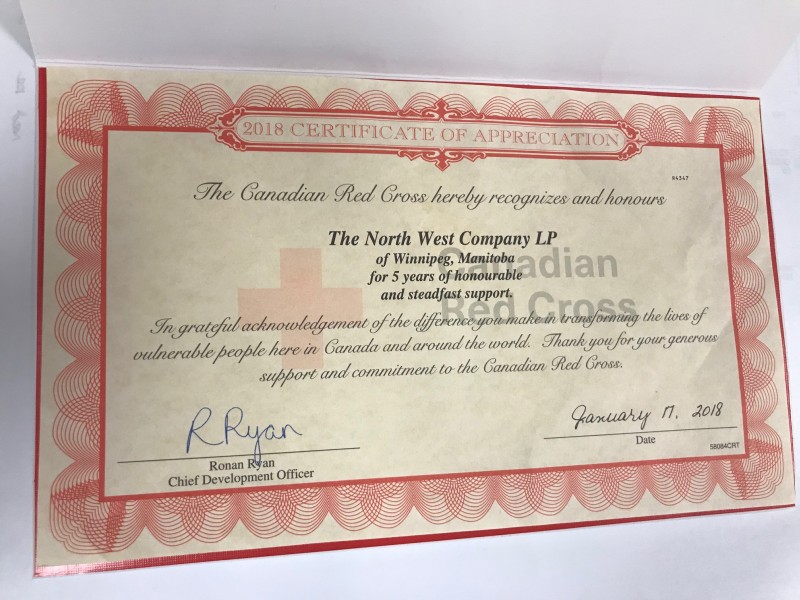 2018 CERTIFICATE OF APPRECIATION
R4347
The Canadian Red Cross hereby recognizes and honours
The North West Company LP
of Winnipeg, Manitoba
for 5 years of honourable
and steadfast support.
Canadian
Red Cross
In grateful acknowledgement of the difference you make in transforming the lives of
vulnerable people here in Canada and around the world. Thank you for your generous
support and commitment to the Canadian Red Cross.
R Ryan
Ronan Ryan
Chief Development Officer
January 17, 2018
Date
58084CRT